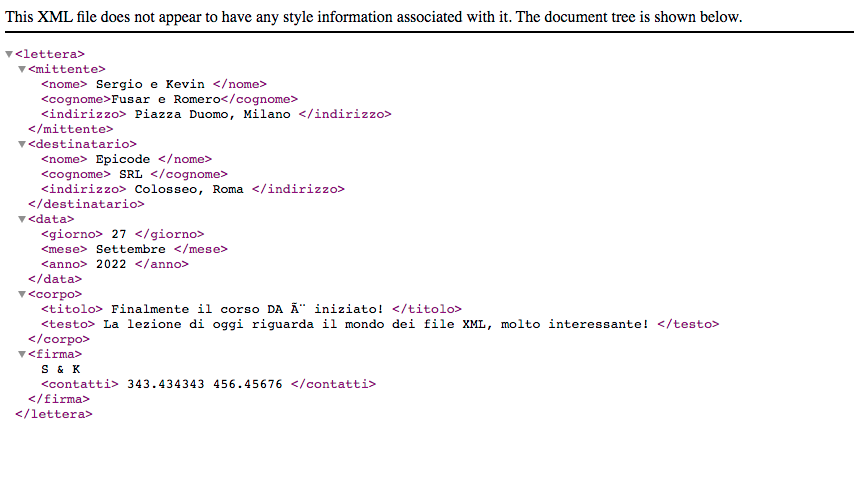 This XML file does not appear to have any style information associated with it. The document tree is shown below.
▼<lettera>
▼<mittente>
<nome> Sergio e Kevin </nome>
<cognome>Fusar e Romero</cognome>
<indirizzo> Piazza Duomo, Milano </indirizzo>
</mittente>
▼<destinatario>
<nome> Epicode </nome>
<cognome> SRL </cognome>
<indirizzo> Colosseo, Roma </indirizzo>
</destinatario>
▼<data>
<giorno> 27 </giorno>
<mese> Settembre </mese>
<anno> 2022 </anno>
</data>
▼<corpo>
<titolo> Finalmente il corso DA Ã¨ iniziato! </titolo>
<testo> La lezione di oggi riguarda il mondo dei file XML, molto interessante! </testo>
</corpo>
▼<firma>
S & K
<contatti> 343.434343 456.45676 </contatti>
</firma>
</lettera>